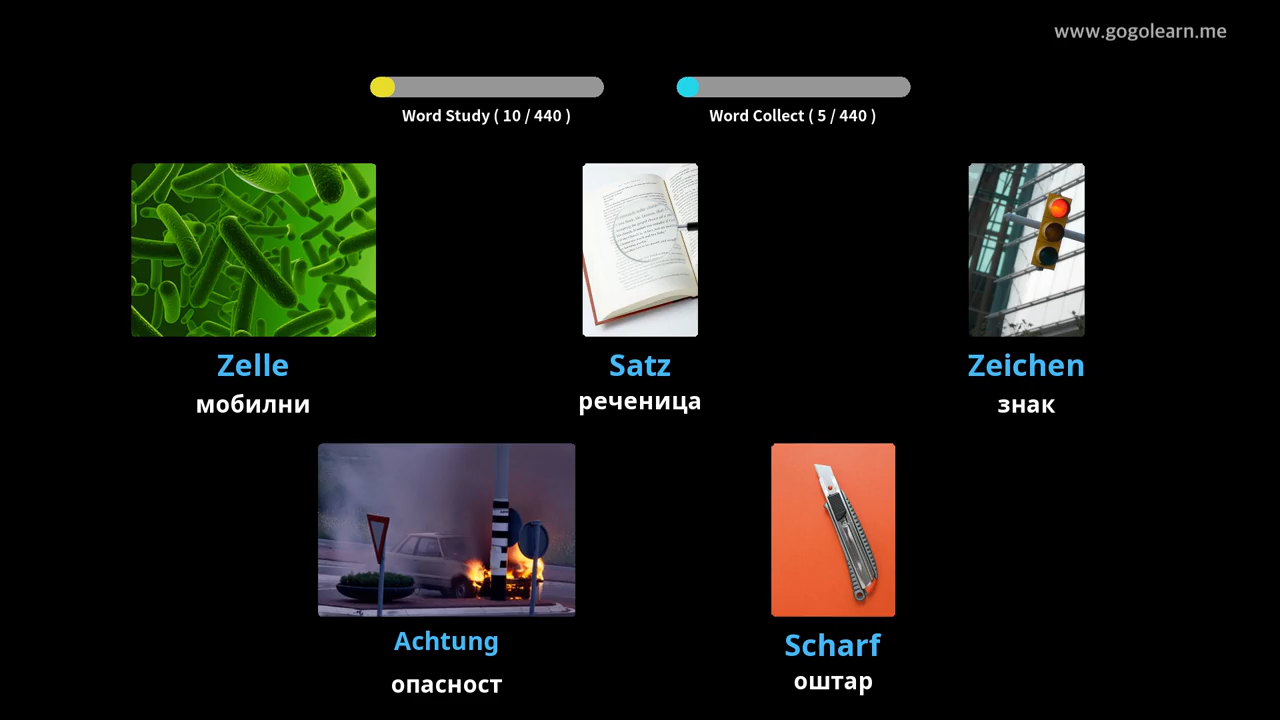 www.gogolearn.me
Word Study ( 10 / 440 )
Word Collect ( 5 / 440 )
Zelle
мобилни
Satz
реченица
Zeichen
знак
Achtung
опасност
Scharf
оштар